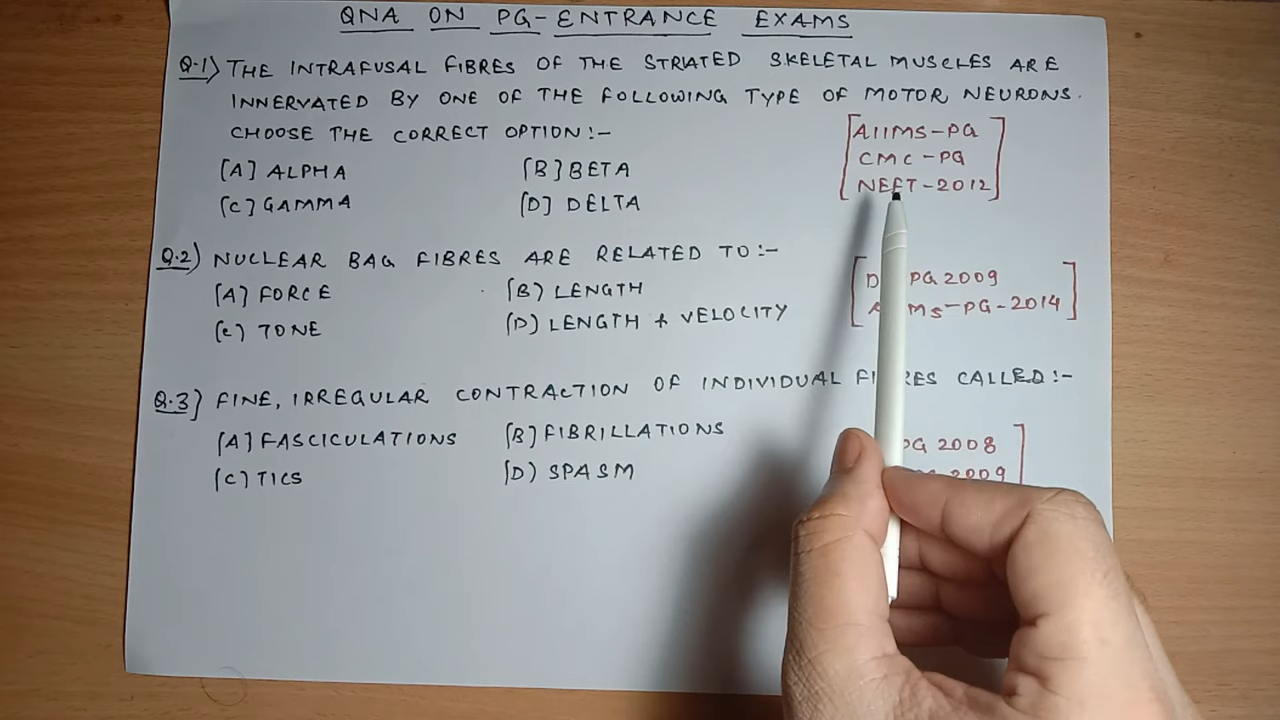 QNA ON PG-ENTRANCE EXAMS
Q.1) THE INTRAFUSAL FIBRES OF THE STRIATED SKELETAL MUSCLES ARE
INNERVATED BY ONE OF THE FOLLOWING TYPE OF MOTOR NEURONS.
CHOOSE THE CORRECT OPTION:-
[A] ALPHA [B] BETA
[C] GAMMA [D] DELTA
[AIIMS-PG
CMC-PG
NEET-2012]
Q.2) NUCLEAR BAG FIBRES ARE RELATED TO:-
[A] FORCE [B] LENGTH
[C] TONE [D] LENGTH + VELOCITY
PG 2009
PG-2014]
Q.3) FINE, IRREGULAR CONTRACTION OF INDIVIDUAL CALLED:-
[A] FASCICULATIONS [B] FIBRILLATIONS
[C] TICS [D] SPASM
PG 2008
2009]